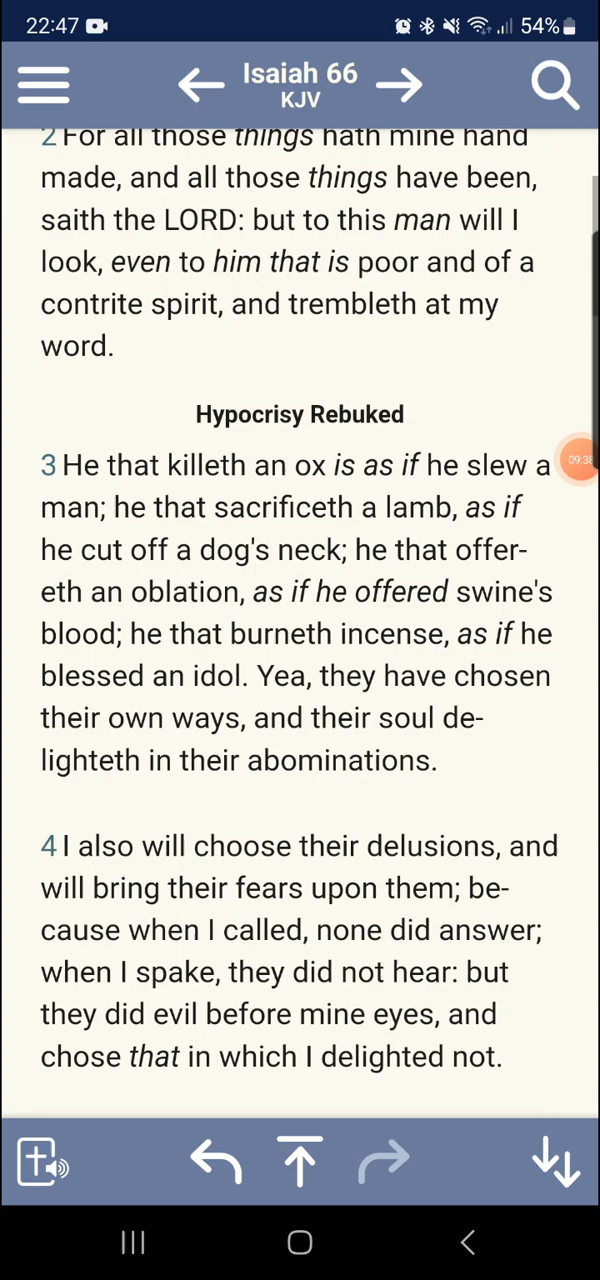 22:47
54%
Isaiah 66
KJV
2 For all those things hath mine hand
made, and all those things have been,
saith the LORD: but to this man will I
look, even to him that is poor and of a
contrite spirit, and trembleth at my
word.
Hypocrisy Rebuked
3 He that killeth an ox is as if he slew a
man; he that sacrificeth a lamb, as if
he cut off a dog's neck; he that offer-
eth an oblation, as if he offered swine's
blood; he that burneth incense, as if he
blessed an idol. Yea, they have chosen
their own ways, and their soul de-
lighteth in their abominations.
09:38
4 I also will choose their delusions, and
will bring their fears upon them; be-
cause when I called, none did answer;
when I spake, they did not hear: but
they did evil before mine eyes, and
chose that in which I delighted not.